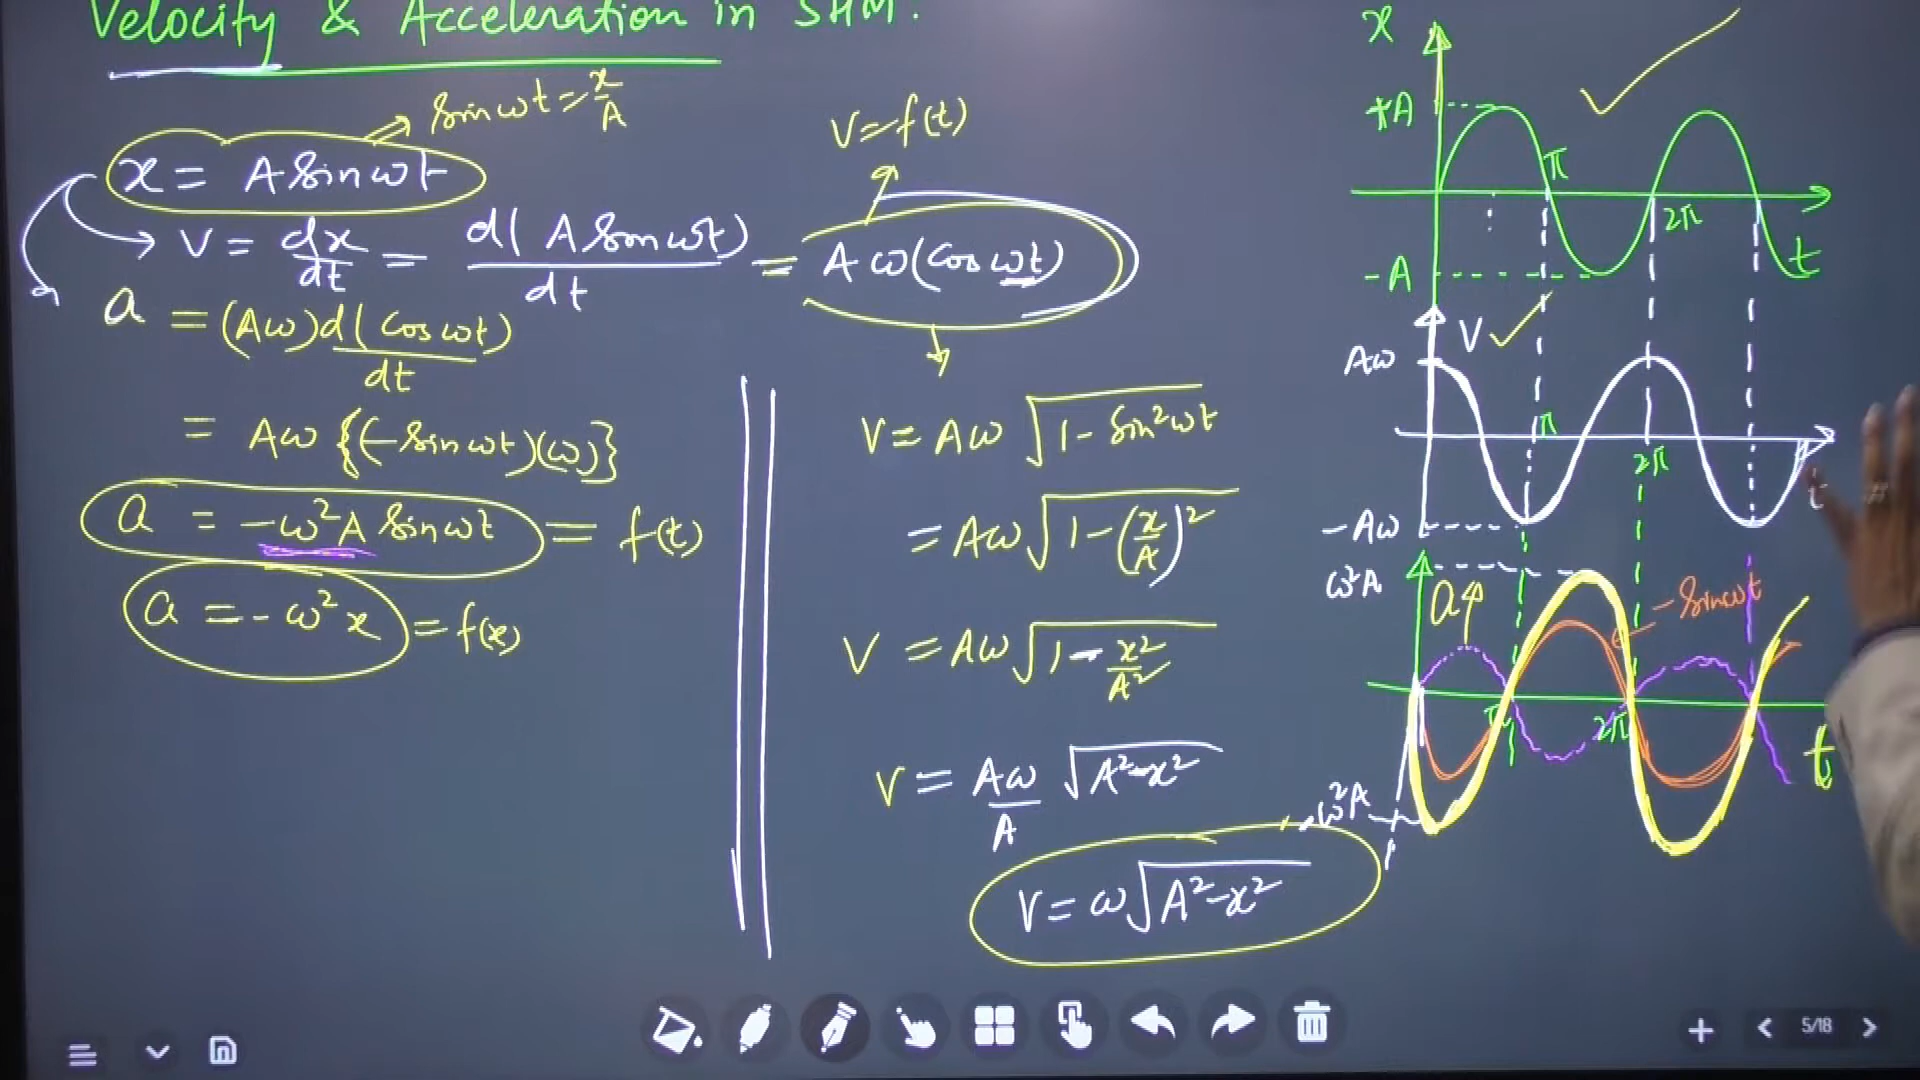 Velocity & Acceleration in SHM.
x = A sin ωt
sin ωt = x/A
v = dx/dt = d(A sin ωt)/dt = Aω(cos ωt)
V = f(t)
a = (Aω) d(cos ωt)/dt
= Aω {(-sin ωt)(ω)}
a = -ω²A sin ωt = f(t)
a = -ω²x = f(x)
V = Aω √1 - sin²ωt
= Aω √1 - (x/A)²
V = Aω √1 - x²/A²
V = Aω/A √A²-x²
V = ω√A²-x²
x
+A
π
2π
-A
t
V
Aω
π
2π
t
-Aω
ω²A
a
-sin ωt
π
2π
t
-ω²A
5/18